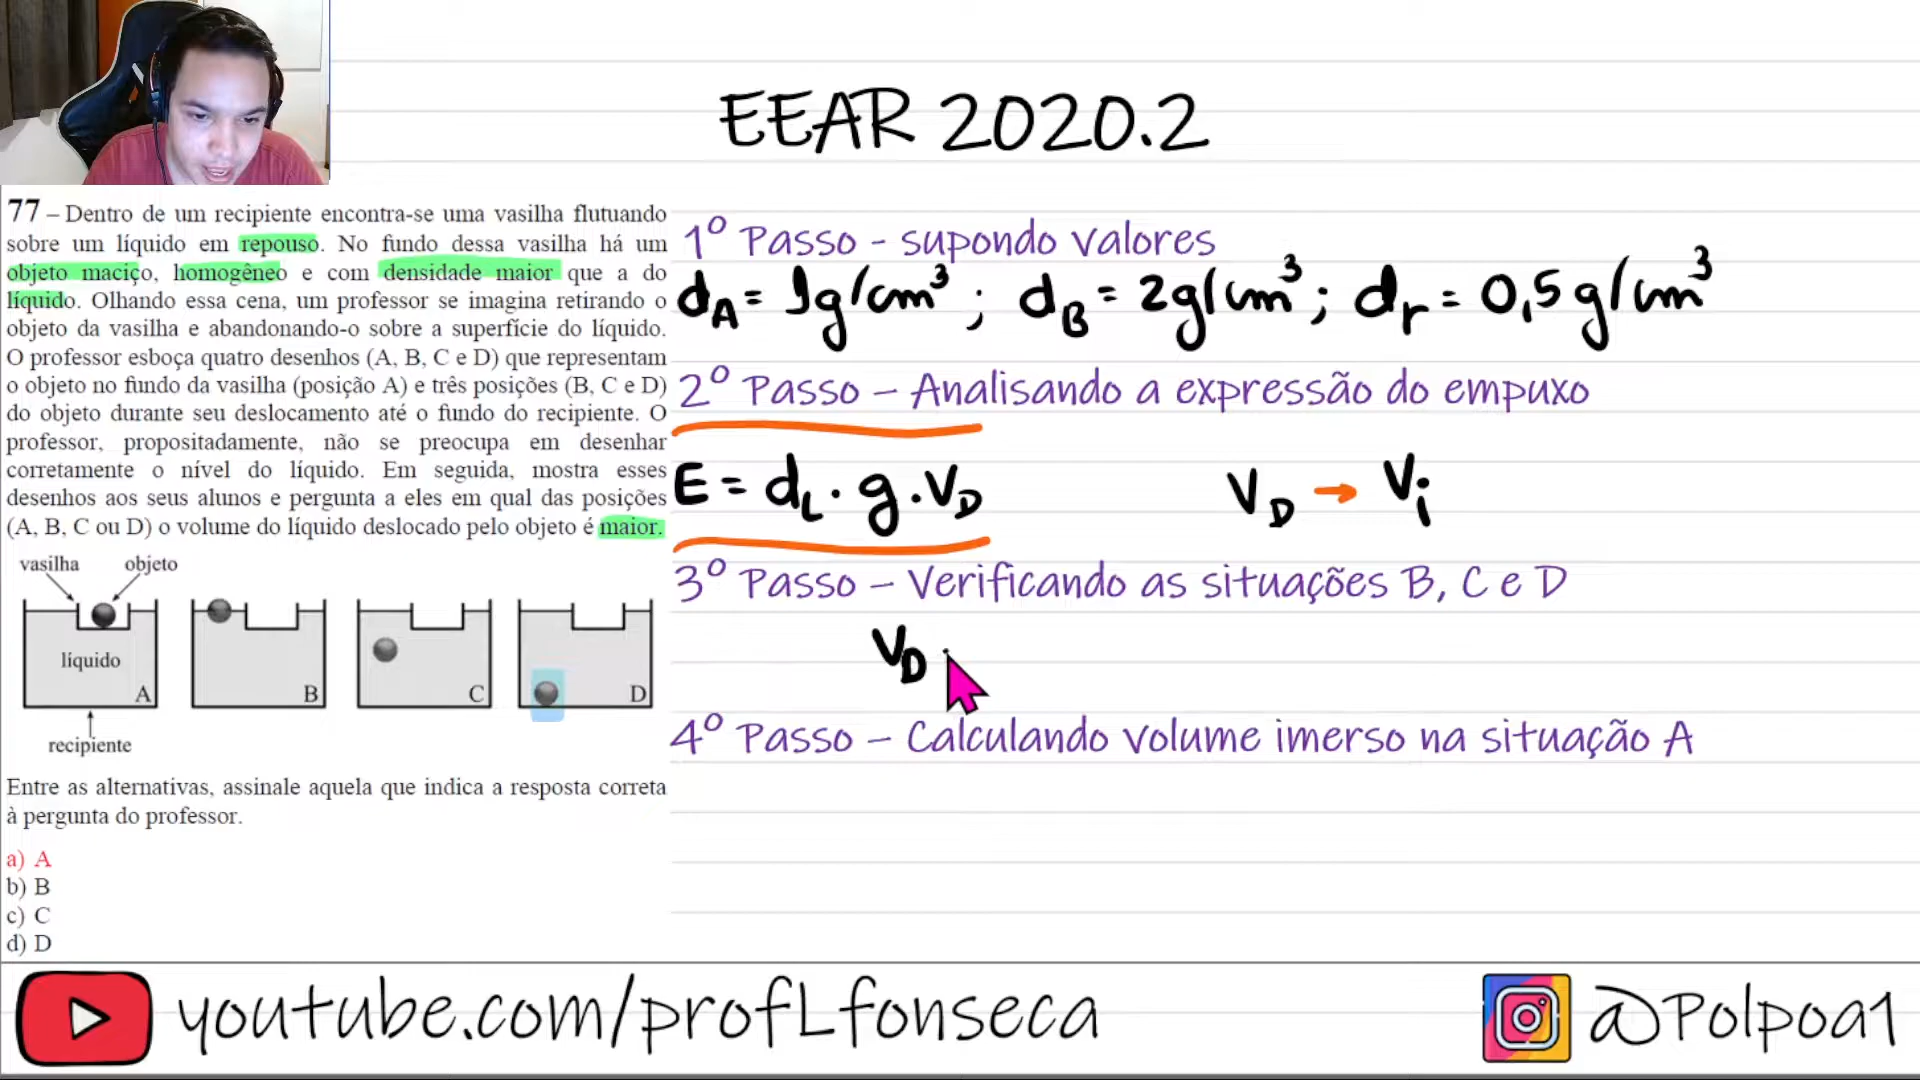 EEAR 2020.2
77 – Dentro de um recipiente encontra-se uma vasilha flutuando
sobre um líquido em repouso. No fundo dessa vasilha há um
objeto maciço, homogêneo e com densidade maior que a do
líquido. Olhando essa cena, um professor se imagina retirando o
objeto da vasilha e abandonando-o sobre a superfície do líquido.
O professor esboça quatro desenhos (A, B, C e D) que representam
o objeto no fundo da vasilha (posição A) e três posições (B, C e D)
do objeto durante seu deslocamento até o fundo do recipiente. O
professor, propositadamente, não se preocupa em desenhar
corretamente o nível do líquido. Em seguida, mostra esses
desenhos aos seus alunos e pergunta a eles em qual das posições
(A, B, C ou D) o volume do líquido deslocado pelo objeto é maior.
vasilha objeto
líquido
A B C D
recipiente
Entre as alternativas, assinale aquela que indica a resposta correta
à pergunta do professor.
a) A
b) B
c) C
d) D
1º Passo - supondo valores
dA = 1g/cm³ ; dB = 2g/cm³ ; dr = 0,5 g/cm³
2º Passo – Analisando a expressão do empuxo
E = dL . g . VD VD → Vi
3º Passo – Verificando as situações B, C e D
VD
4º Passo – Calculando volume imerso na situação A
youtube.com/profLfonseca
@Polpoa1